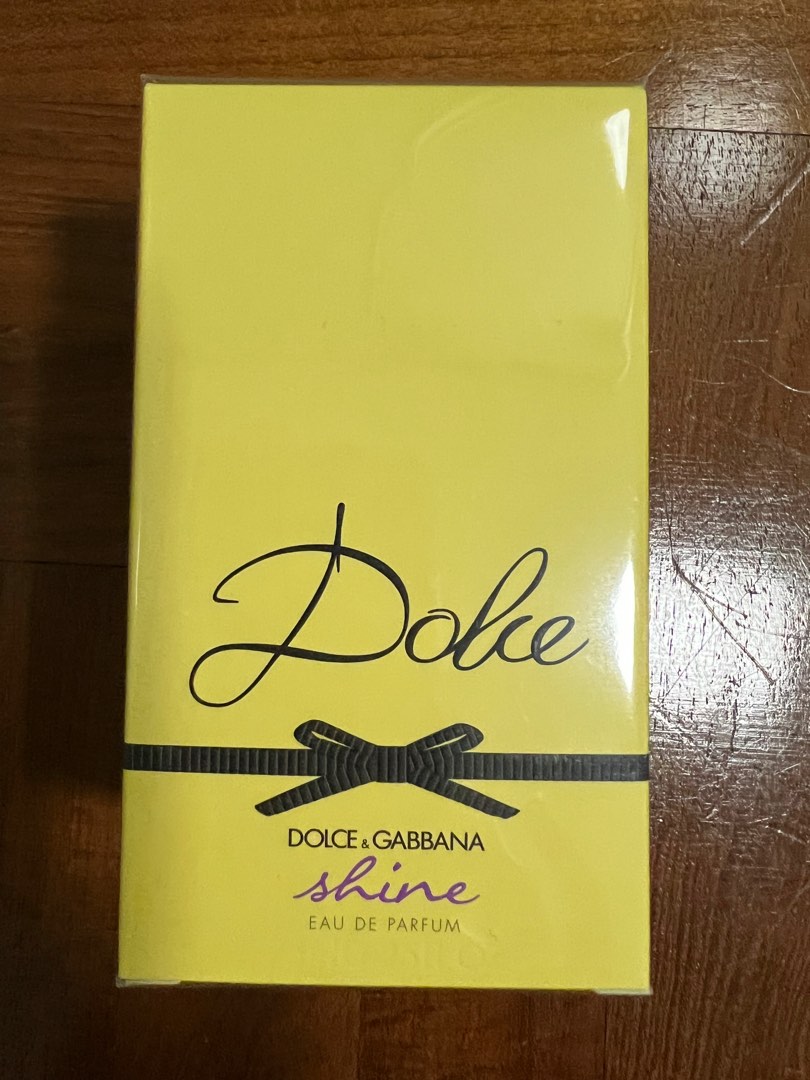 Dolce
DOLCE & GABBANA
shine
EAU DE PARFUM